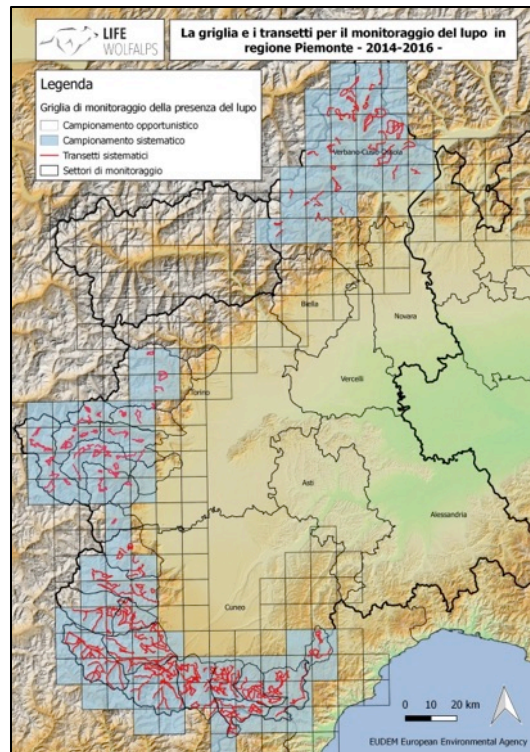 LIFE
WOLFALPS
La griglia e i transetti per il monitoraggio del lupo in
regione Piemonte - 2014-2016 -
Legenda
Griglia di monitoraggio della presenza del lupo
Campionamento opportunistico
Campionamento sistematico
Transetti sistematici
Settori di monitoraggio
Verbano-Cusio-Ossola
Biella
Novara
Vercelli
Torino
Asti
Alessandria
Cuneo
0 10 20 km
EUDEM European Environmental Agency